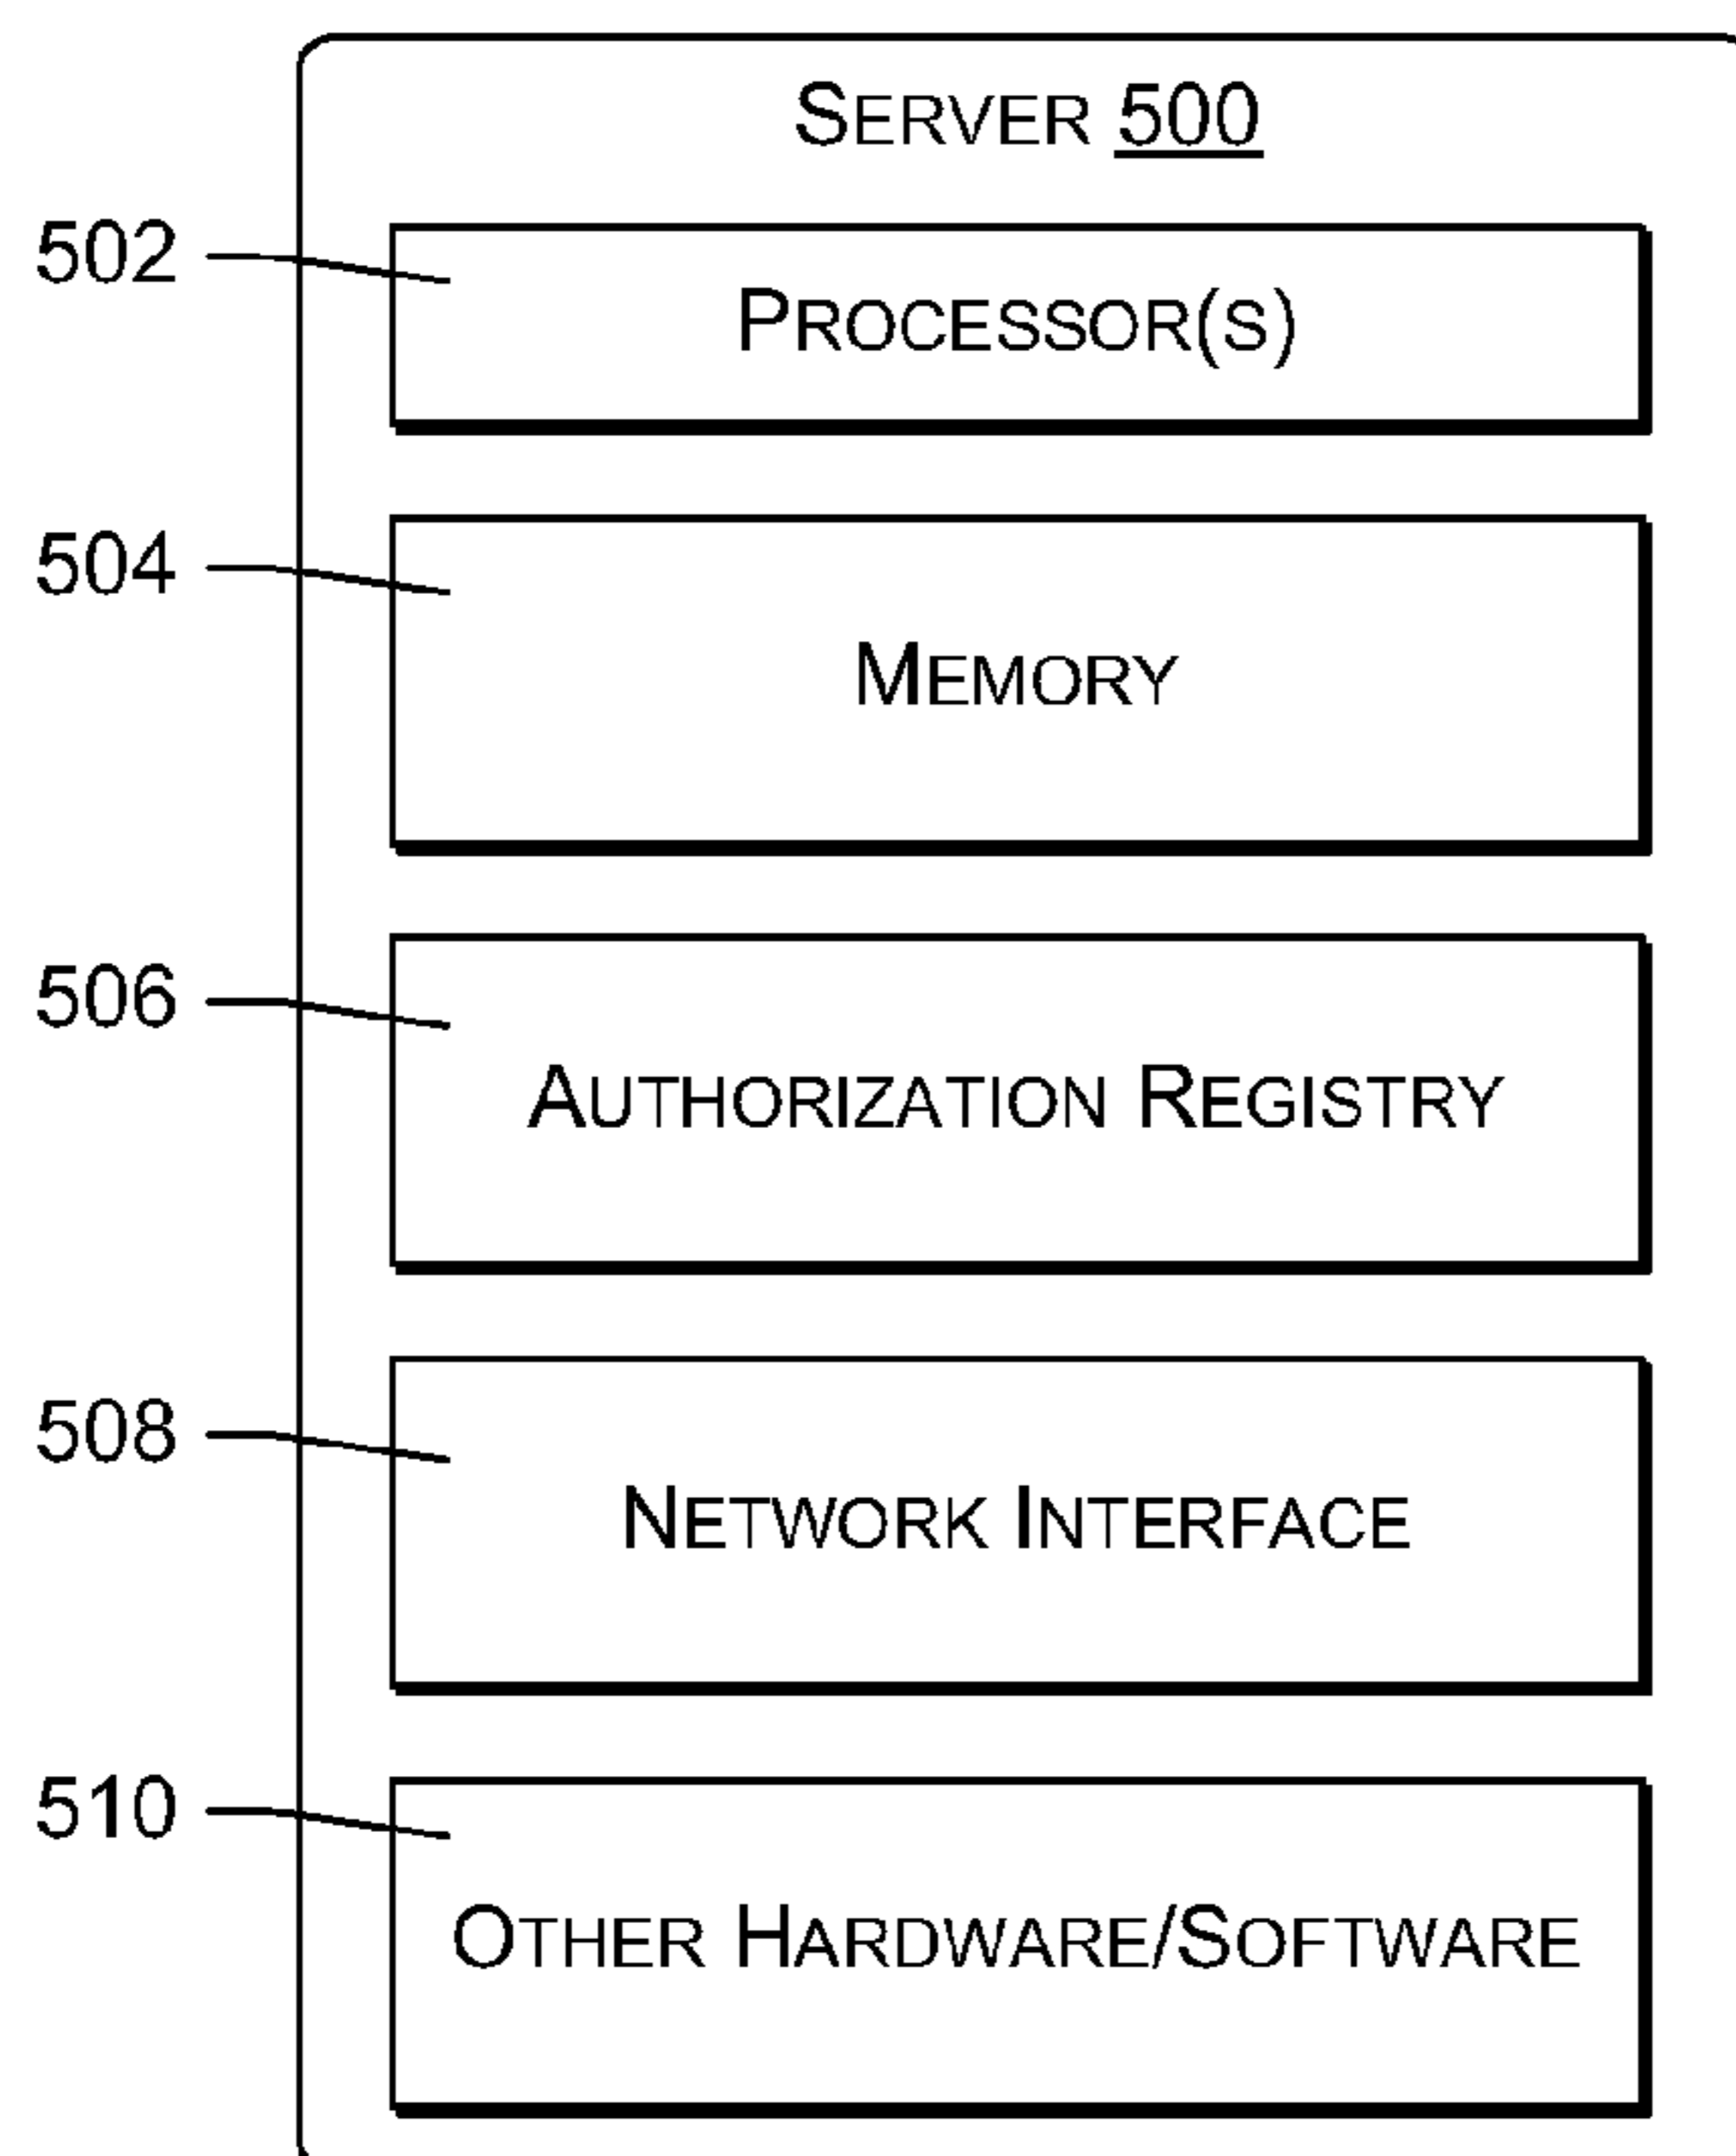 SERVER 500
502
PROCESSOR(S)
504
MEMORY
506
AUTHORIZATION REGISTRY
508
NETWORK INTERFACE
510
OTHER HARDWARE/SOFTWARE